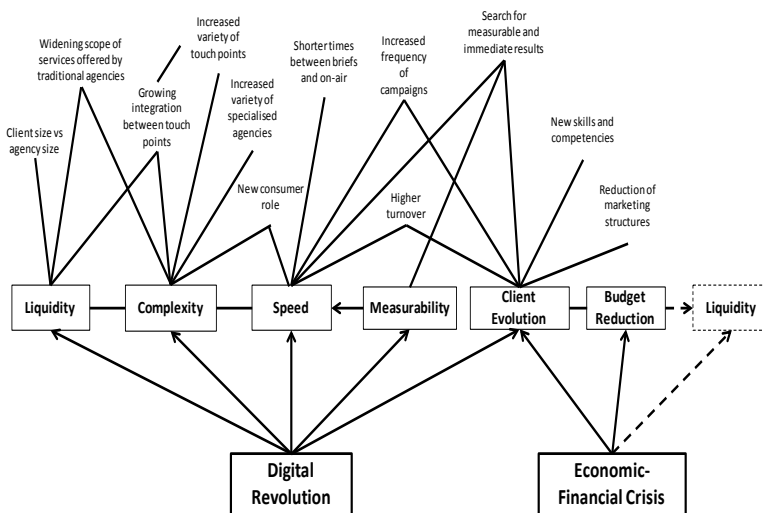 Increased variety of
touch points
Search for
measurable and
immediate results
Widening scope of
services offered by
traditional agencies
Shorter times
between briefs
and on-air
Increased
frequency of
campaigns
Growing
integration
between touch
points
Increased
variety of
specialised
agencies
Client size vs
agency size
New skills and
competencies
New consumer
role
Higher
turnover
Reduction of
marketing
structures
Liquidity
Complexity
Speed
Measurability
Client
Evolution
Budget
Reduction
Liquidity
Digital
Revolution
Economic-
Financial Crisis